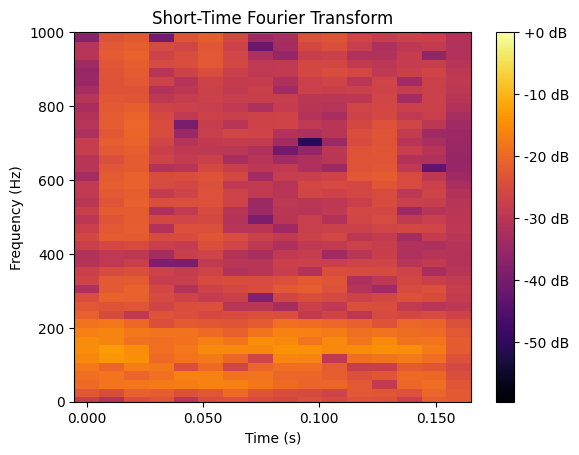 Short-Time Fourier Transform
1000
800
600
400
200
0
Frequency (Hz)
0.000
0.050
0.100
0.150
Time (s)
+0 dB
-10 dB
-20 dB
-30 dB
-40 dB
-50 dB